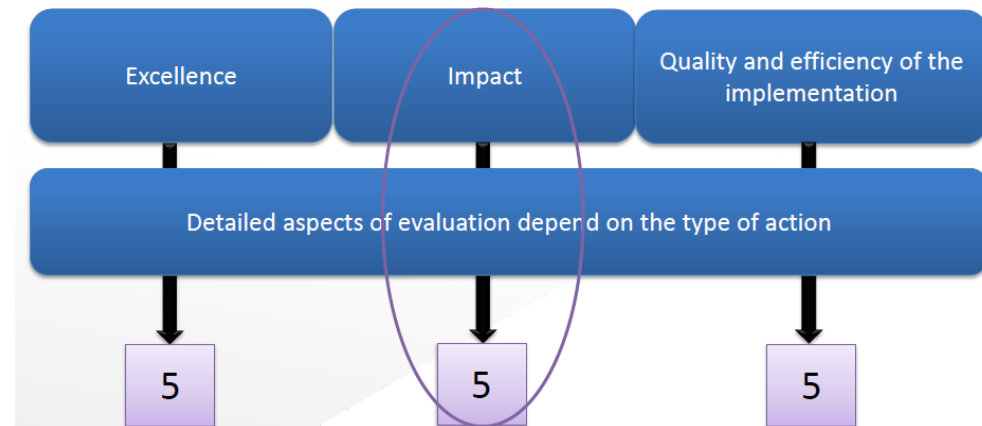 Excellence
Impact
Quality and efficiency of the
implementation
Detailed aspects of evaluation depend on the type of action
5
5
5